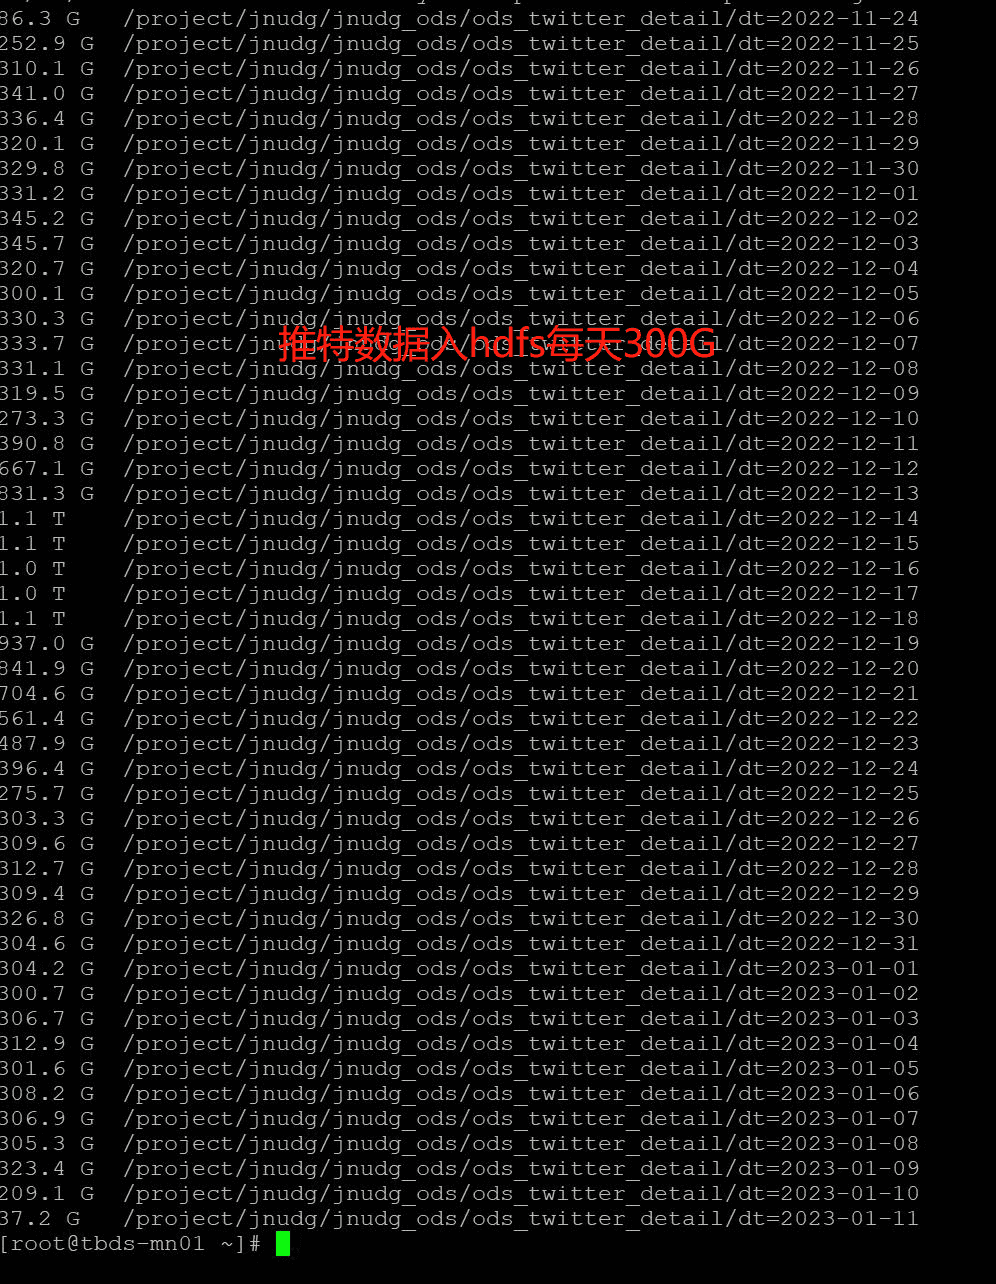 86.3 G /project/jnudg/jnudg_ods/ods_twitter_detail/dt=2022-11-24
252.9 G /project/jnudg/jnudg_ods/ods_twitter_detail/dt=2022-11-25
310.1 G /project/jnudg/jnudg_ods/ods_twitter_detail/dt=2022-11-26
341.0 G /project/jnudg/jnudg_ods/ods_twitter_detail/dt=2022-11-27
336.4 G /project/jnudg/jnudg_ods/ods_twitter_detail/dt=2022-11-28
320.1 G /project/jnudg/jnudg_ods/ods_twitter_detail/dt=2022-11-29
329.8 G /project/jnudg/jnudg_ods/ods_twitter_detail/dt=2022-11-30
331.2 G /project/jnudg/jnudg_ods/ods_twitter_detail/dt=2022-12-01
345.2 G /project/jnudg/jnudg_ods/ods_twitter_detail/dt=2022-12-02
345.7 G /project/jnudg/jnudg_ods/ods_twitter_detail/dt=2022-12-03
320.7 G /project/jnudg/jnudg_ods/ods_twitter_detail/dt=2022-12-04
300.1 G /project/jnudg/jnudg_ods/ods_twitter_detail/dt=2022-12-05
330.3 G /project/jnudg/jnudg_ods/ods_twitter_detail/dt=2022-12-06
333.7 G /project/jnudg/jnudg_ods/ods_twitter_detail/dt=2022-12-07
推特数据入hdfs每天300G
331.1 G /project/jnudg/jnudg_ods/ods_twitter_detail/dt=2022-12-08
319.5 G /project/jnudg/jnudg_ods/ods_twitter_detail/dt=2022-12-09
273.3 G /project/jnudg/jnudg_ods/ods_twitter_detail/dt=2022-12-10
390.8 G /project/jnudg/jnudg_ods/ods_twitter_detail/dt=2022-12-11
667.1 G /project/jnudg/jnudg_ods/ods_twitter_detail/dt=2022-12-12
831.3 G /project/jnudg/jnudg_ods/ods_twitter_detail/dt=2022-12-13
1.1 T /project/jnudg/jnudg_ods/ods_twitter_detail/dt=2022-12-14
1.1 T /project/jnudg/jnudg_ods/ods_twitter_detail/dt=2022-12-15
1.0 T /project/jnudg/jnudg_ods/ods_twitter_detail/dt=2022-12-16
1.0 T /project/jnudg/jnudg_ods/ods_twitter_detail/dt=2022-12-17
1.1 T /project/jnudg/jnudg_ods/ods_twitter_detail/dt=2022-12-18
937.0 G /project/jnudg/jnudg_ods/ods_twitter_detail/dt=2022-12-19
841.9 G /project/jnudg/jnudg_ods/ods_twitter_detail/dt=2022-12-20
704.6 G /project/jnudg/jnudg_ods/ods_twitter_detail/dt=2022-12-21
561.4 G /project/jnudg/jnudg_ods/ods_twitter_detail/dt=2022-12-22
487.9 G /project/jnudg/jnudg_ods/ods_twitter_detail/dt=2022-12-23
396.4 G /project/jnudg/jnudg_ods/ods_twitter_detail/dt=2022-12-24
275.7 G /project/jnudg/jnudg_ods/ods_twitter_detail/dt=2022-12-25
303.3 G /project/jnudg/jnudg_ods/ods_twitter_detail/dt=2022-12-26
309.6 G /project/jnudg/jnudg_ods/ods_twitter_detail/dt=2022-12-27
312.7 G /project/jnudg/jnudg_ods/ods_twitter_detail/dt=2022-12-28
309.4 G /project/jnudg/jnudg_ods/ods_twitter_detail/dt=2022-12-29
326.8 G /project/jnudg/jnudg_ods/ods_twitter_detail/dt=2022-12-30
304.6 G /project/jnudg/jnudg_ods/ods_twitter_detail/dt=2022-12-31
304.2 G /project/jnudg/jnudg_ods/ods_twitter_detail/dt=2023-01-01
300.7 G /project/jnudg/jnudg_ods/ods_twitter_detail/dt=2023-01-02
306.7 G /project/jnudg/jnudg_ods/ods_twitter_detail/dt=2023-01-03
312.9 G /project/jnudg/jnudg_ods/ods_twitter_detail/dt=2023-01-04
301.6 G /project/jnudg/jnudg_ods/ods_twitter_detail/dt=2023-01-05
308.2 G /project/jnudg/jnudg_ods/ods_twitter_detail/dt=2023-01-06
306.9 G /project/jnudg/jnudg_ods/ods_twitter_detail/dt=2023-01-07
305.3 G /project/jnudg/jnudg_ods/ods_twitter_detail/dt=2023-01-08
323.4 G /project/jnudg/jnudg_ods/ods_twitter_detail/dt=2023-01-09
209.1 G /project/jnudg/jnudg_ods/ods_twitter_detail/dt=2023-01-10
37.2 G /project/jnudg/jnudg_ods/ods_twitter_detail/dt=2023-01-11
[root@tbds-mn01 ~]#